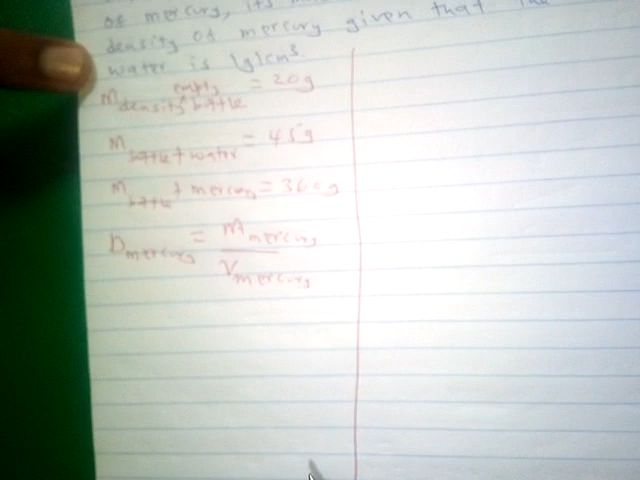 of mercury, its
density of mercury given that the
water is 1g/cm³
M empty density bottle = 20g
M bottle + water = 45g
M bottle + mercury = 360g
D mercury = M mercury
V mercury